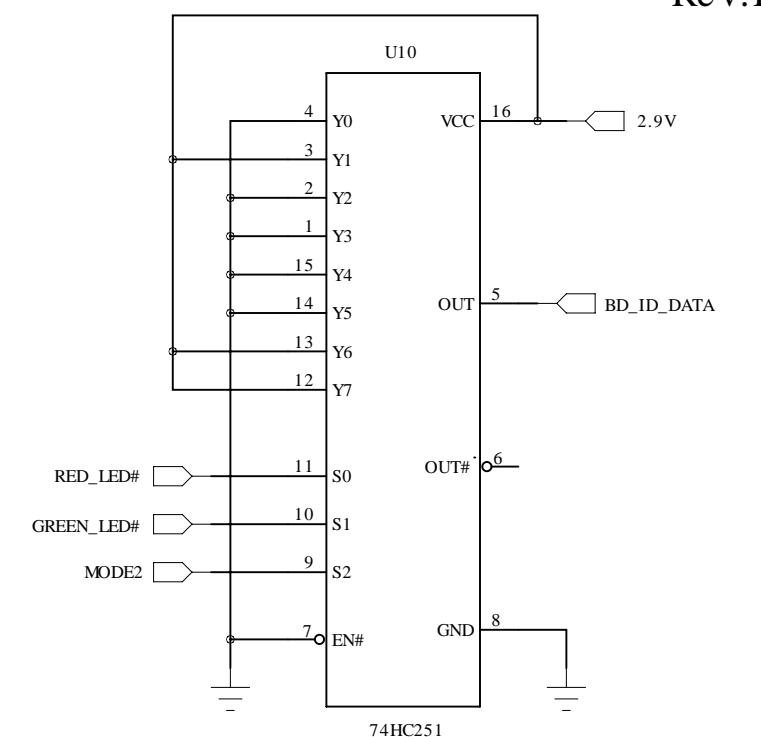 U10
4 Y0 VCC 16 2.9V
3 Y1
2 Y2
1 Y3
15 Y4
14 Y5 OUT 5 BD_ID_DATA
13 Y6
12 Y7
RED_LED# 11 S0 OUT# 6
GREEN_LED# 10 S1
MODE2 9 S2
7 EN# GND 8
74HC251